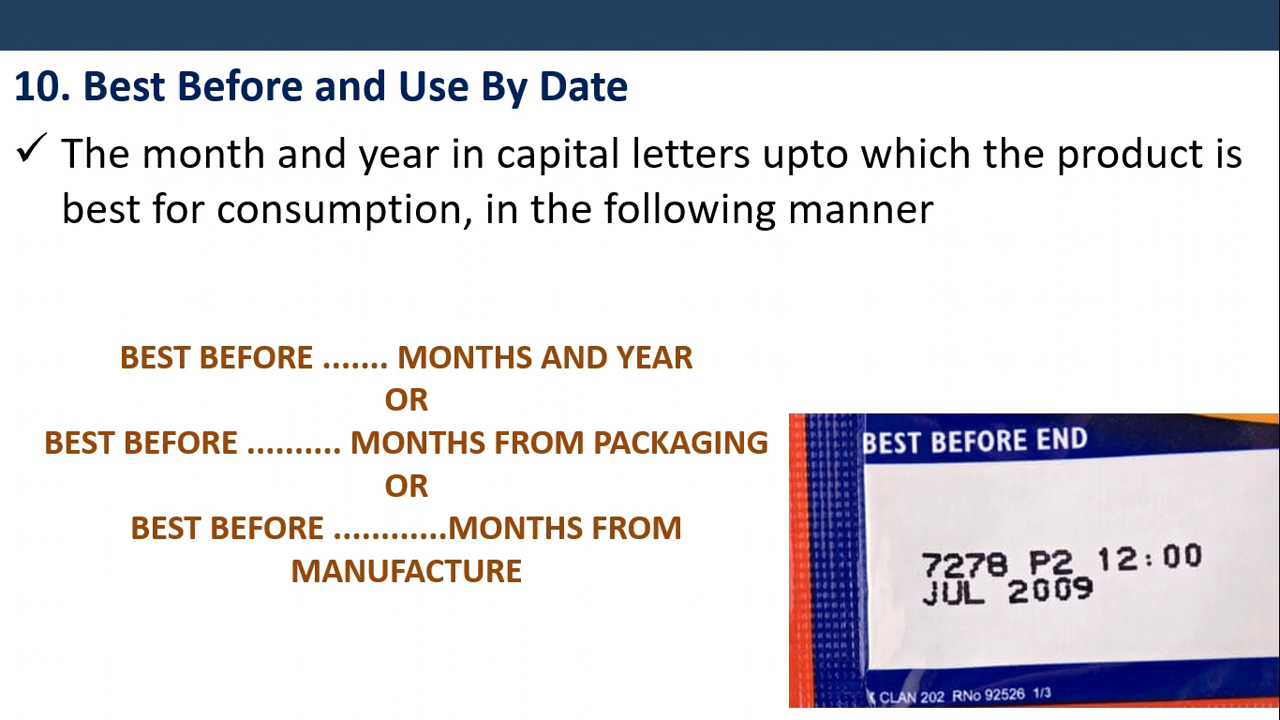 10. Best Before and Use By Date
✓ The month and year in capital letters upto which the product is
best for consumption, in the following manner
BEST BEFORE ....... MONTHS AND YEAR
OR
BEST BEFORE .......... MONTHS FROM PACKAGING
OR
BEST BEFORE ............MONTHS FROM
MANUFACTURE
BEST BEFORE END
7278 P2 12:00
JUL 2009
CLAN 202 RNo 92526 1/3